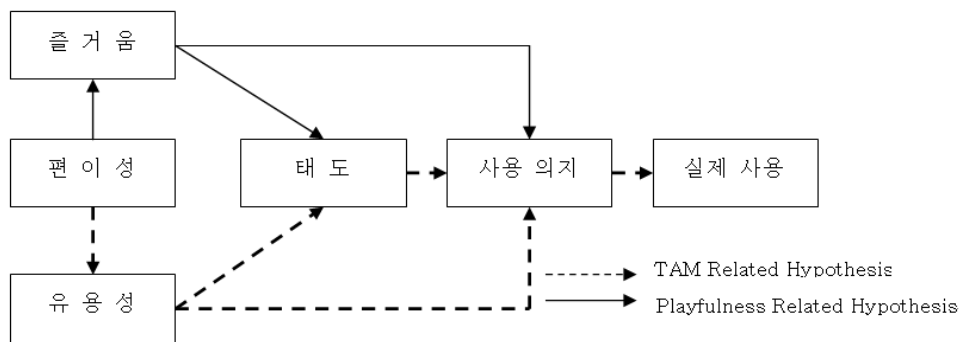 즐 거 움
편 이 성
태 도
사용 의지
실제 사용
유 용 성
TAM Related Hypothesis
Playfulness Related Hypothesis